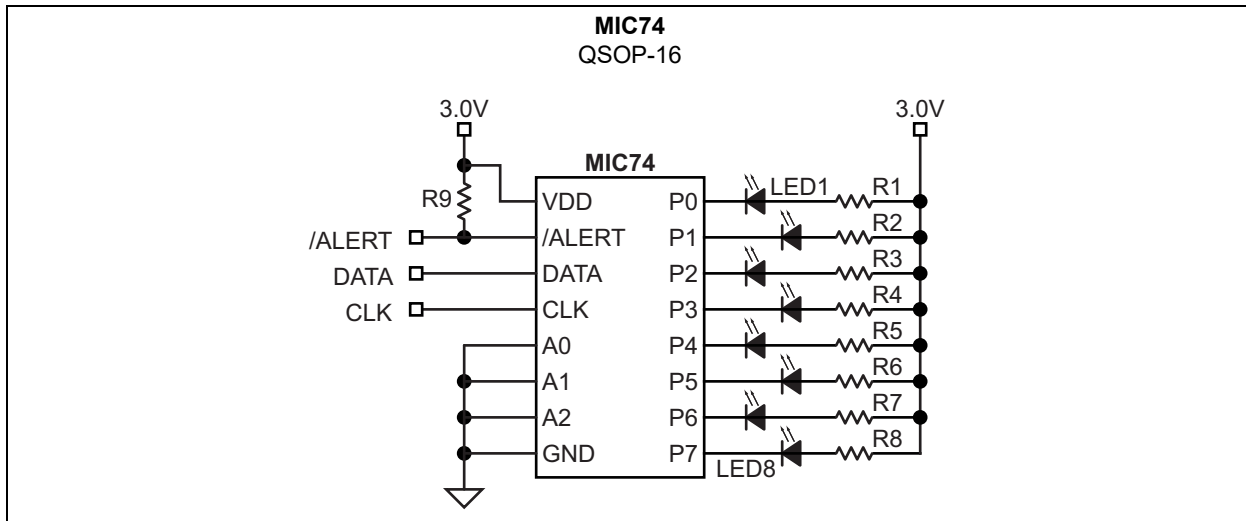 MIC74
QSOP-16
3.0V
3.0V
MIC74
R9
VDD
/ALERT
/ALERT
DATA
DATA
CLK
CLK
A0
A1
A2
GND
P0
P1
P2
P3
P4
P5
P6
P7
LED1
LED8
R1
R2
R3
R4
R5
R6
R7
R8